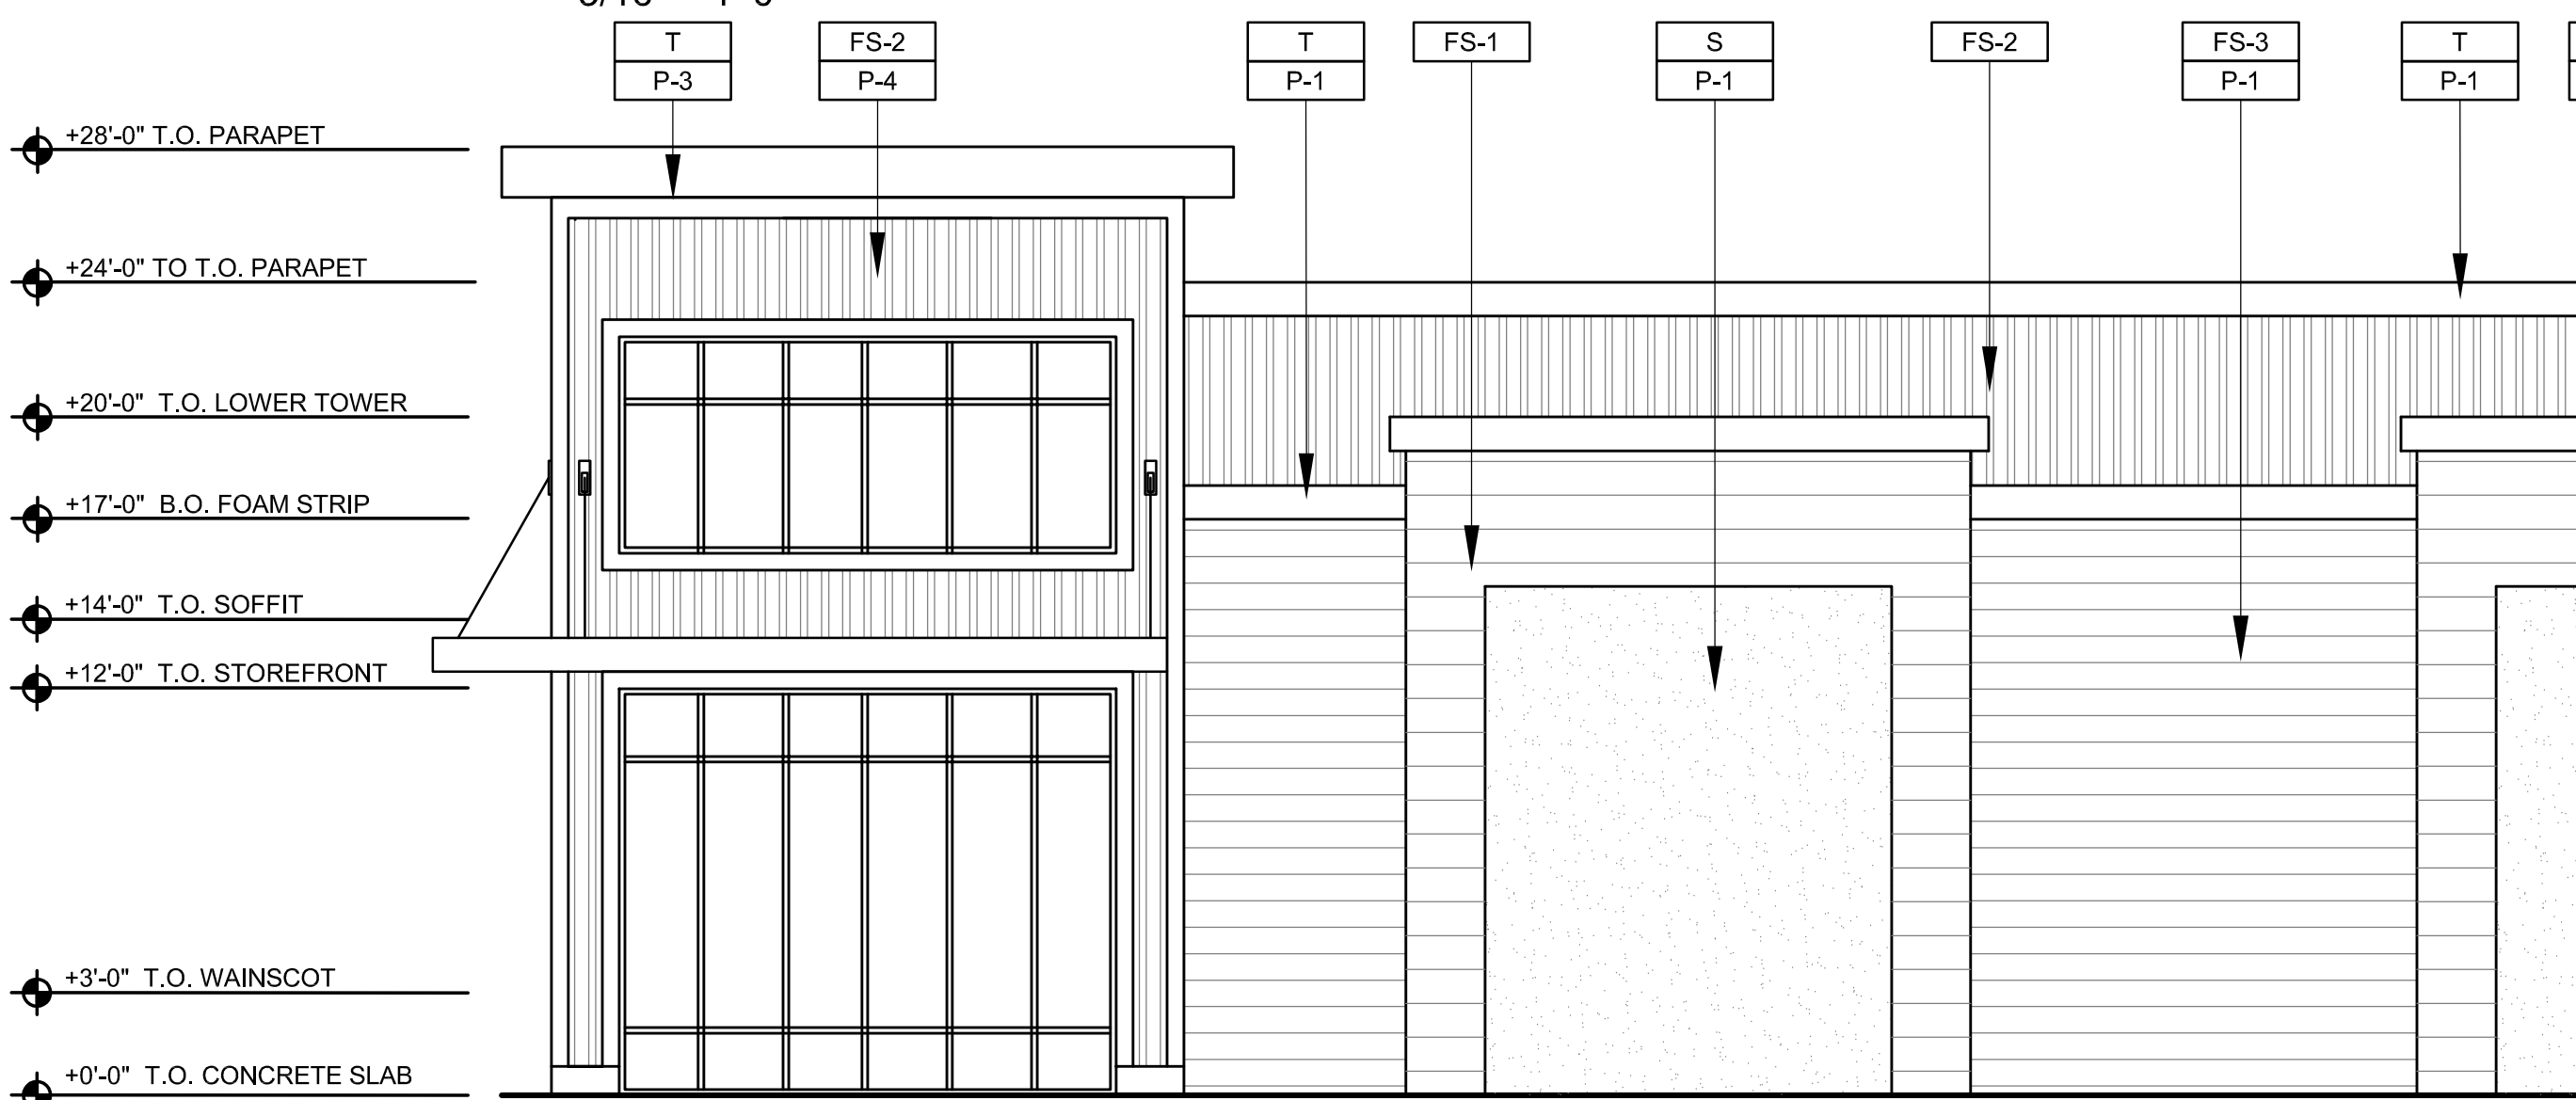 T
P-3
FS-2
P-4
T
P-1
FS-1
S
P-1
FS-2
FS-3
P-1
T
P-1
+28'-0" T.O. PARAPET
+24'-0" TO T.O. PARAPET
+20'-0" T.O. LOWER TOWER
+17'-0" B.O. FOAM STRIP
+14'-0" T.O. SOFFIT
+12'-0" T.O. STOREFRONT
+3'-0" T.O. WAINSCOT
+0'-0" T.O. CONCRETE SLAB